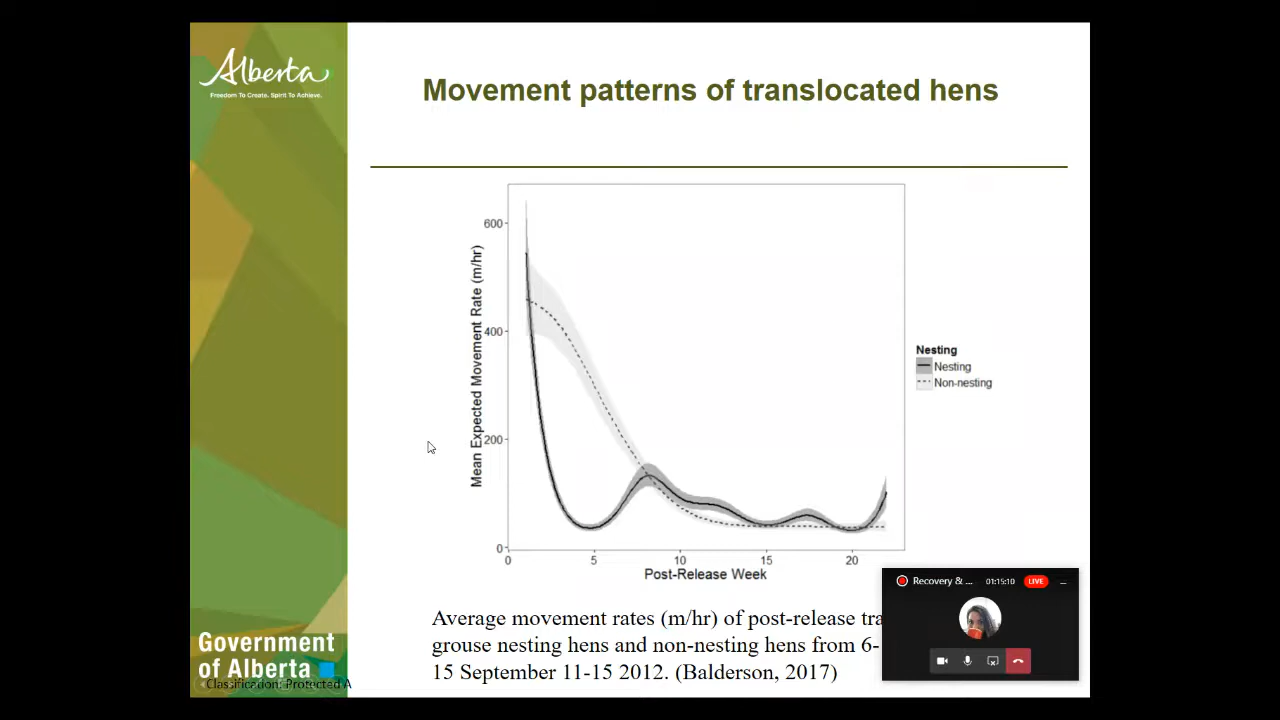 Alberta
Freedom To Create. Spirit To Achieve.
Movement patterns of translocated hens
Mean Expected Movement Rate (m/hr)
600
400
200
0
0 5 10 15 20
Post-Release Week
Nesting
Nesting
Non-nesting
Average movement rates (m/hr) of post-release tra
grouse nesting hens and non-nesting hens from 6-
15 September 11-15 2012. (Balderson, 2017)
Recovery & ... 01:15:10 LIVE
Government
of Alberta
Classification: Protected A